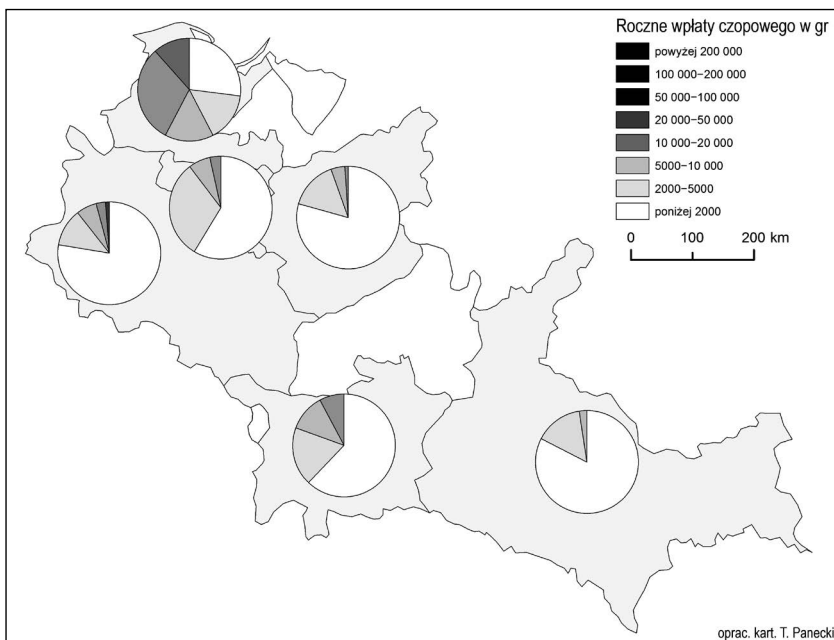 Roczne wpłaty czopowego w gr
powyżej 200 000
100 000–200 000
50 000–100 000
20 000–50 000
10 000–20 000
5000–10 000
2000–5000
poniżej 2000
0 100 200 km
oprac. kart. T. Panecki